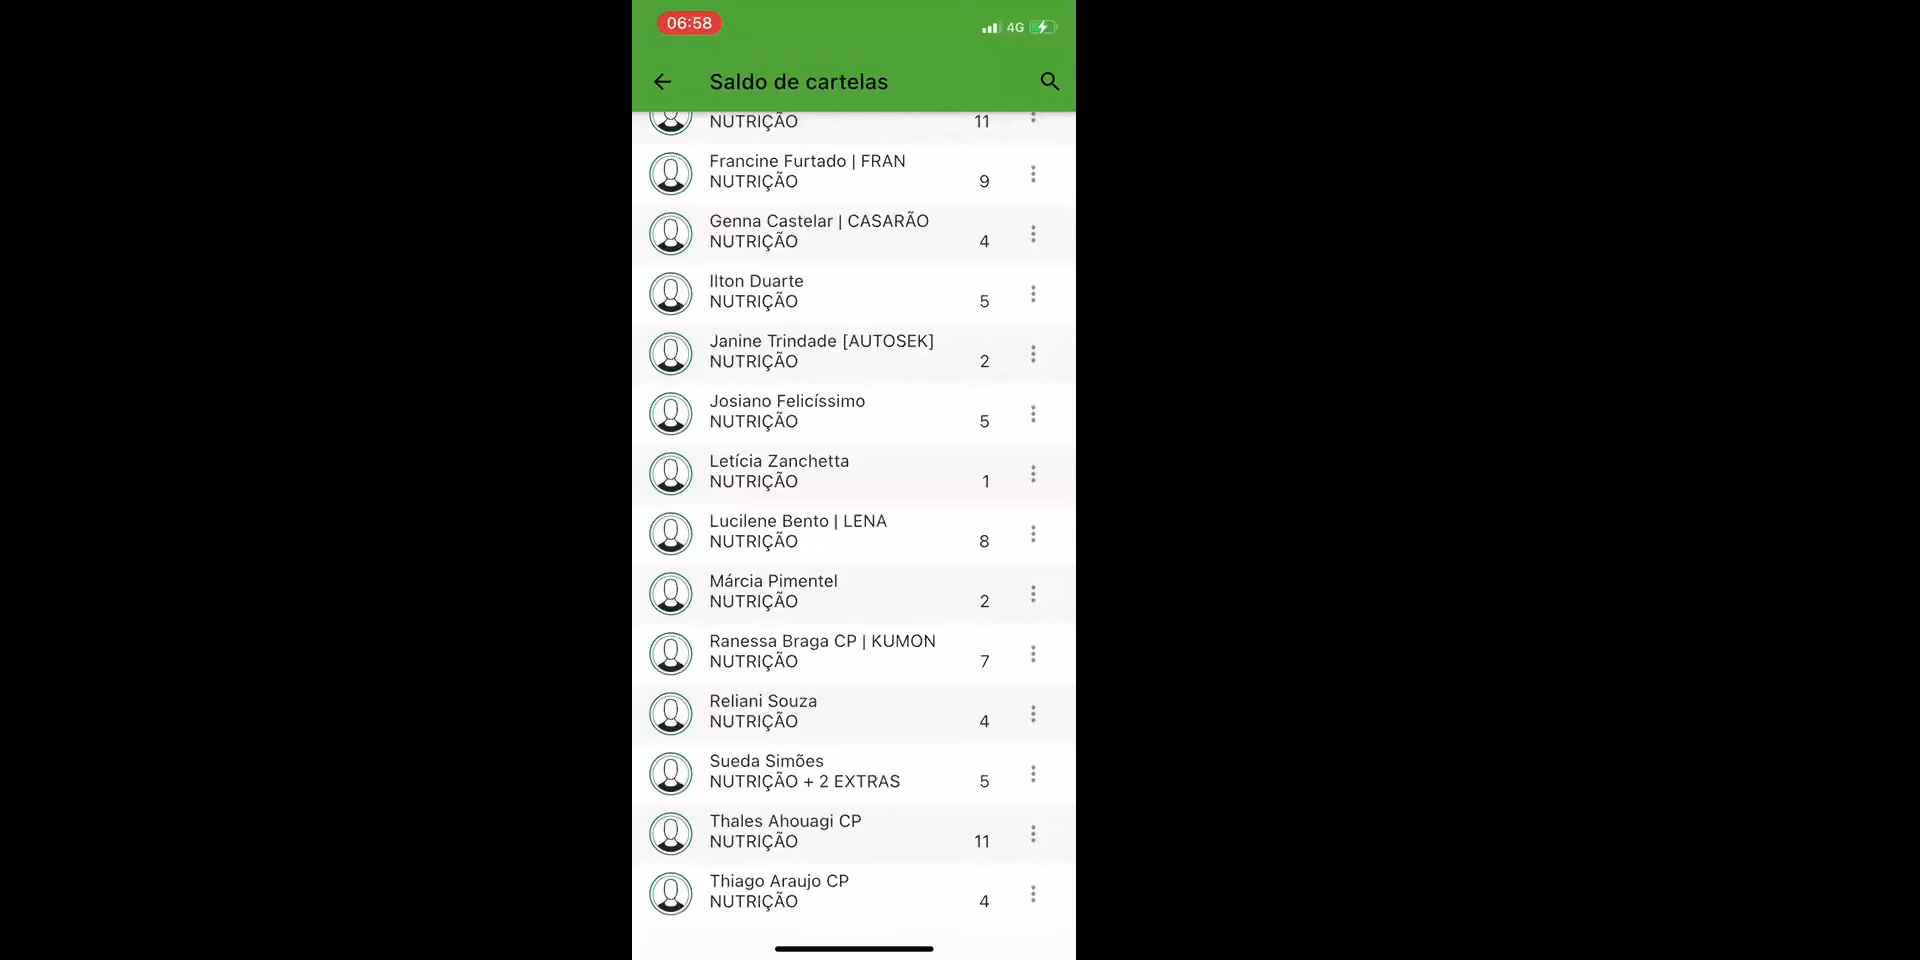 06:58
4G
Saldo de cartelas
NUTRIÇÃO 11
Francine Furtado | FRAN
NUTRIÇÃO 9
Genna Castelar | CASARÃO
NUTRIÇÃO 4
Ilton Duarte
NUTRIÇÃO 5
Janine Trindade [AUTOSEK]
NUTRIÇÃO 2
Josiano Felicíssimo
NUTRIÇÃO 5
Letícia Zanchetta
NUTRIÇÃO 1
Lucilene Bento | LENA
NUTRIÇÃO 8
Márcia Pimentel
NUTRIÇÃO 2
Ranessa Braga CP | KUMON
NUTRIÇÃO 7
Reliani Souza
NUTRIÇÃO 4
Sueda Simões
NUTRIÇÃO + 2 EXTRAS 5
Thales Ahouagi CP
NUTRIÇÃO 11
Thiago Araujo CP
NUTRIÇÃO 4